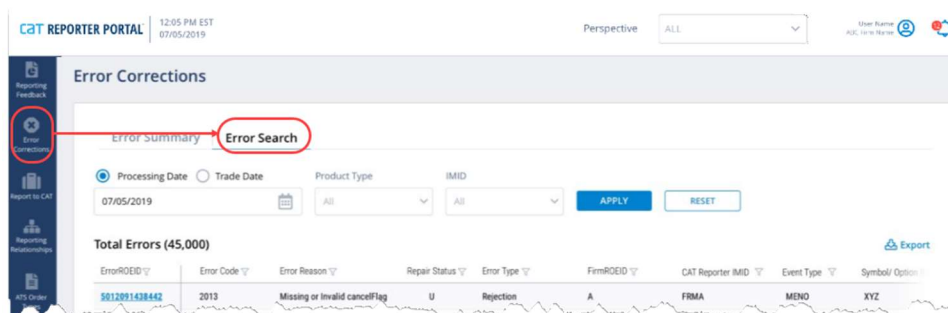 CAT REPORTER PORTAL
12:05 PM EST
07/05/2019
Perspective
ALL
User Name
ABC Firm Name
Reporting
Feedback
Error
Corrections
Report to CAT
Reporting
Relationships
ATS Order
Types
Error Corrections
Error Summary
Error Search
Processing Date
Trade Date
Product Type
IMID
07/05/2019
All
All
APPLY
RESET
Total Errors (45,000)
Export
ErrorROEID
Error Code
Error Reason
Repair Status
Error Type
FirmROEID
CAT Reporter IMID
Event Type
Symbol/ Option
5012091438442
2013
Missing or Invalid cancelFlag
U
Rejection
A
FRMA
MENO
XYZ